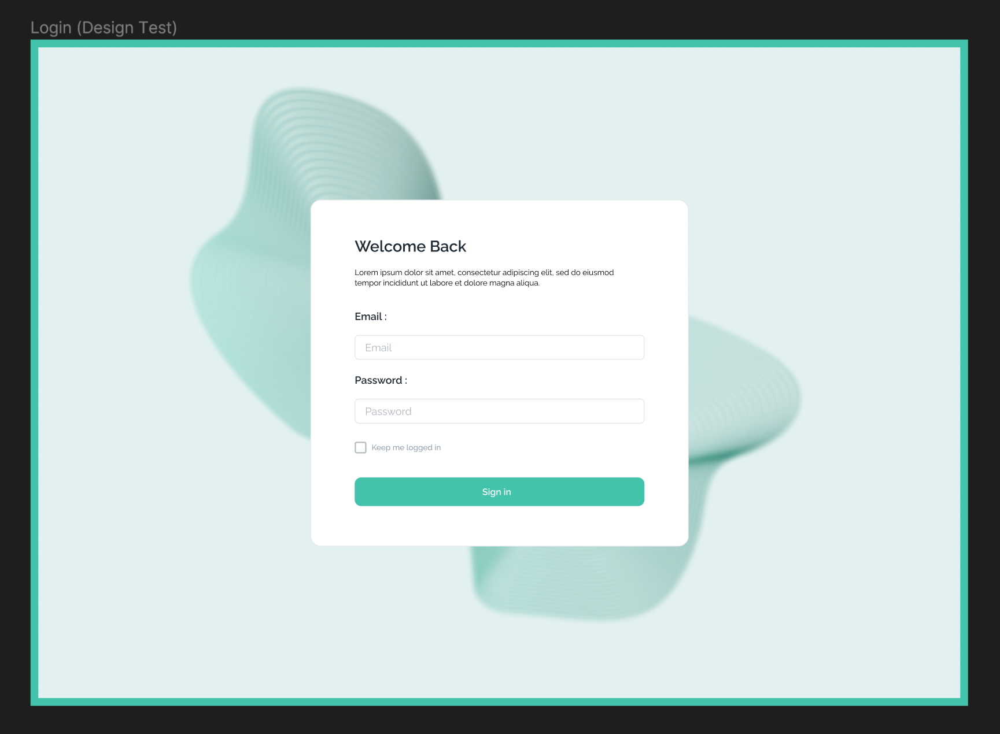 Login (Design Test)
Welcome Back
Lorem ipsum dolor sit amet, consectetur adipiscing elit, sed do eiusmod
tempor incididunt ut labore et dolore magna aliqua.
Email :
Email
Password :
Password
Keep me logged in
Sign in